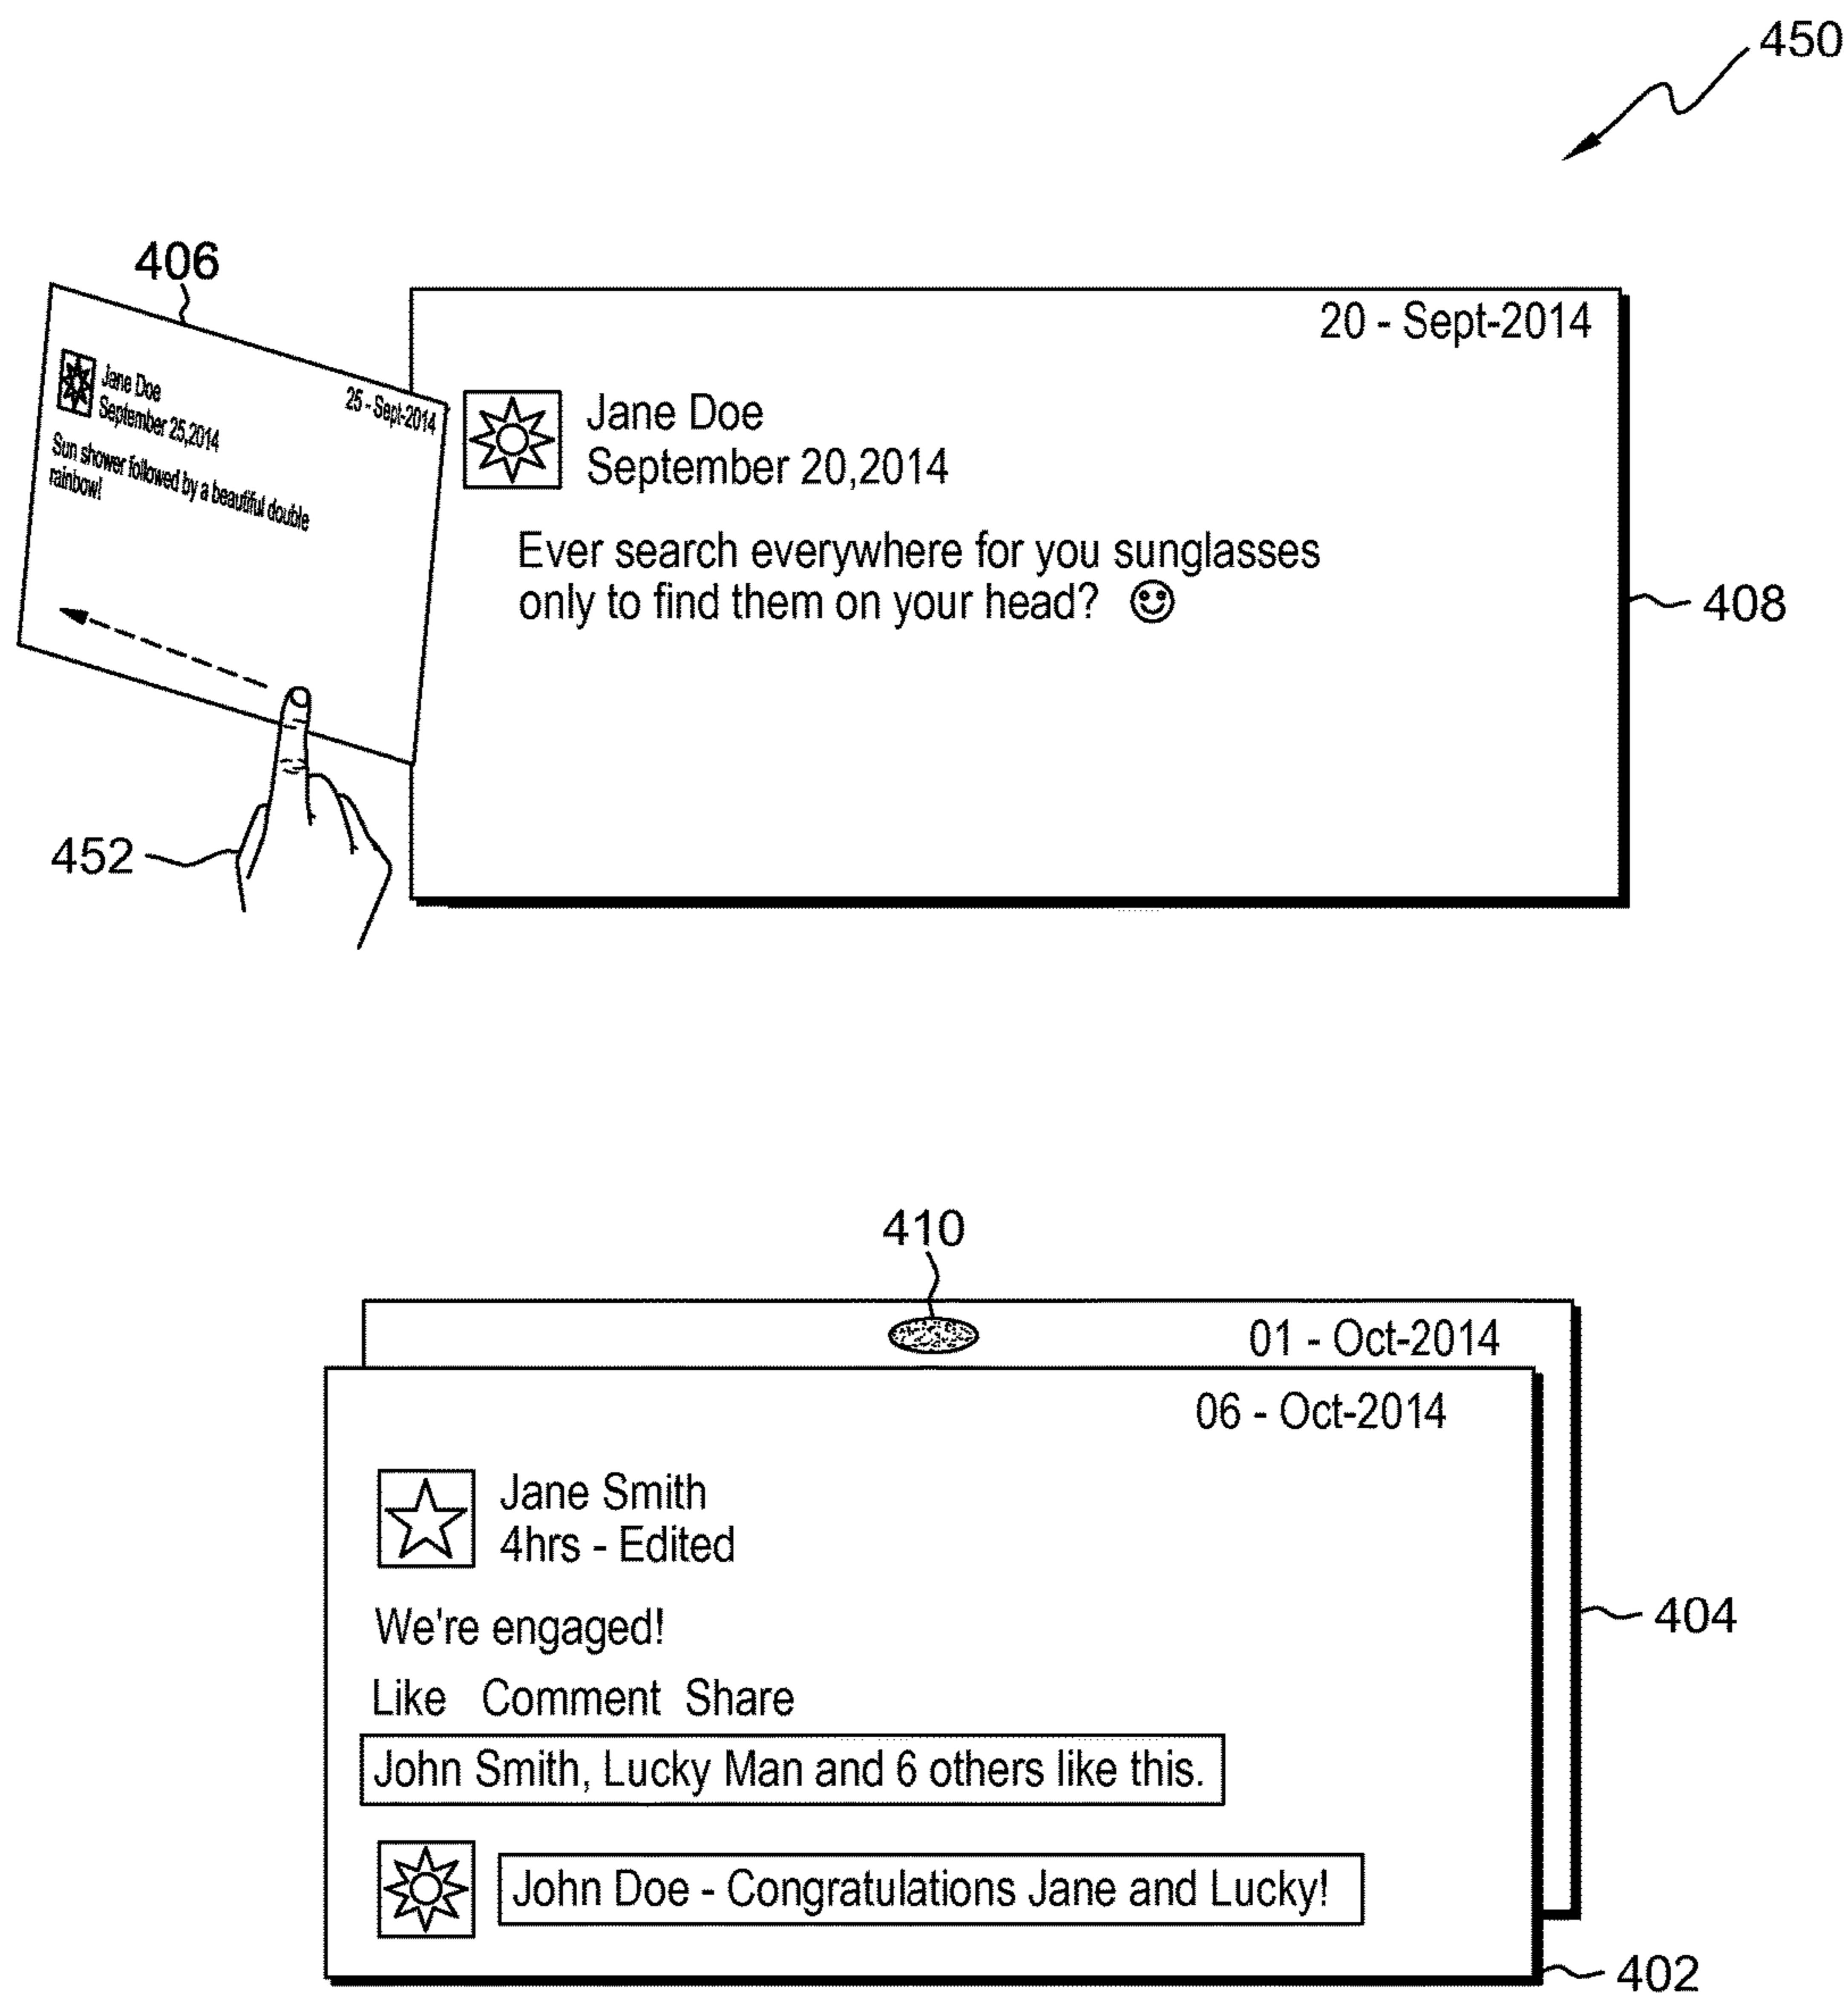 450
406
25 - Sept-2014
Jane Doe
September 25,2014
Sun shower followed by a beautiful double
rainbow!
452
20 - Sept-2014
Jane Doe
September 20,2014
Ever search everywhere for you sunglasses
only to find them on your head?
408
410
01 - Oct-2014
06 - Oct-2014
Jane Smith
4hrs - Edited
We're engaged!
Like Comment Share
John Smith, Lucky Man and 6 others like this.
John Doe - Congratulations Jane and Lucky!
404
402